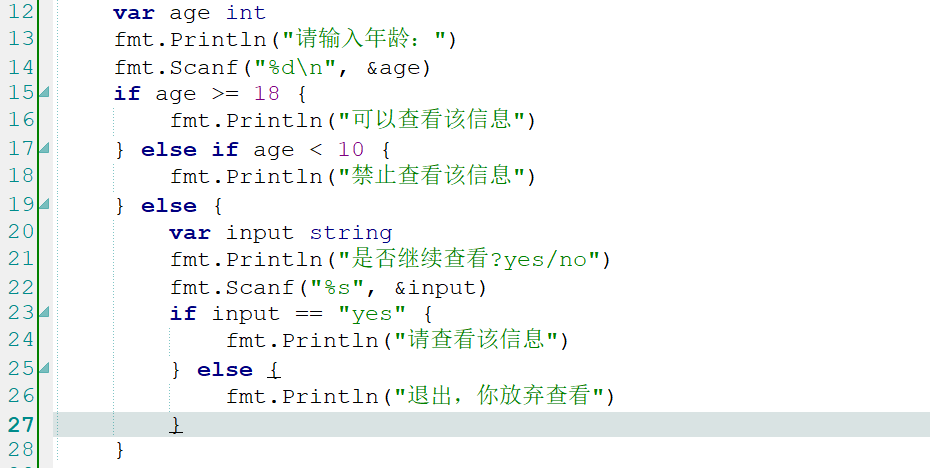 12 var age int
13 fmt.Println("请输入年龄：")
14 fmt.Scanf("%d\n", &age)
15 if age >= 18 {
16 fmt.Println("可以查看该信息")
17 } else if age < 10 {
18 fmt.Println("禁止查看该信息")
19 } else {
20 var input string
21 fmt.Println("是否继续查看?yes/no")
22 fmt.Scanf("%s", &input)
23 if input == "yes" {
24 fmt.Println("请查看该信息")
25 } else {
26 fmt.Println("退出，你放弃查看")
27 }
28 }